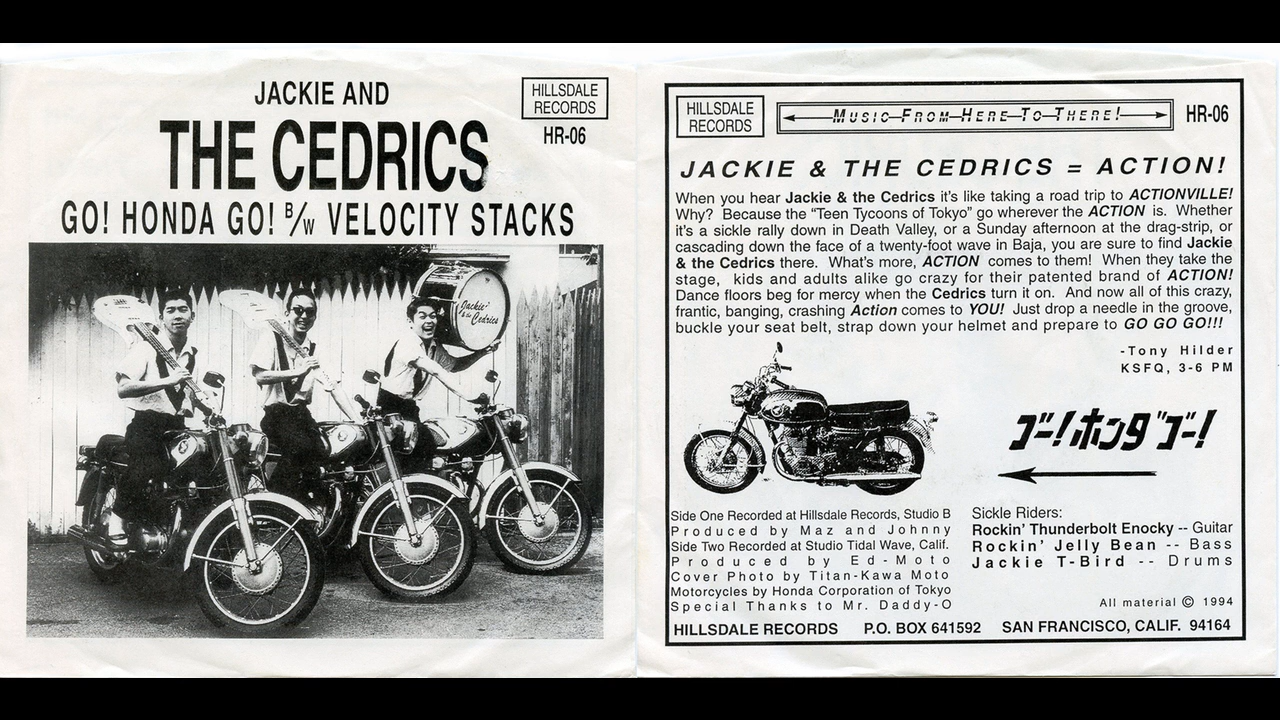 JACKIE AND
THE CEDRICS
GO! HONDA GO! B/W VELOCITY STACKS
HILLSDALE
RECORDS
HR-06
Jackie
& the Cedrics
HILLSDALE
RECORDS
MUSIC FROM HERE TO THERE!
HR-06
JACKIE & THE CEDRICS = ACTION!
When you hear Jackie & the Cedrics it's like taking a road trip to ACTIONVILLE!
Why? Because the "Teen Tycoons of Tokyo" go wherever the ACTION is. Whether
it's a sickle rally down in Death Valley, or a Sunday afternoon at the drag-strip, or
cascading down the face of a twenty-foot wave in Baja, you are sure to find Jackie
& the Cedrics there. What's more, ACTION comes to them! When they take the
stage, kids and adults alike go crazy for their patented brand of ACTION!
Dance floors beg for mercy when the Cedrics turn it on. And now all of this crazy,
frantic, banging, crashing Action comes to YOU! Just drop a needle in the groove,
buckle your seat belt, strap down your helmet and prepare to GO GO GO!!!
-Tony Hilder
KSFQ, 3-6 PM
ゴー!ホンダゴー!
Side One Recorded at Hillsdale Records, Studio B
Produced by Maz and Johnny
Side Two Recorded at Studio Tidal Wave, Calif.
Produced by Ed-Moto
Cover Photo by Titan-Kawa Moto
Motorcycles by Honda Corporation of Tokyo
Special Thanks to Mr. Daddy-O
Sickle Riders:
Rockin' Thunderbolt Enocky -- Guitar
Rockin' Jelly Bean -- Bass
Jackie T-Bird -- Drums
All material © 1994
HILLSDALE RECORDS P.O. BOX 641592 SAN FRANCISCO, CALIF. 94164